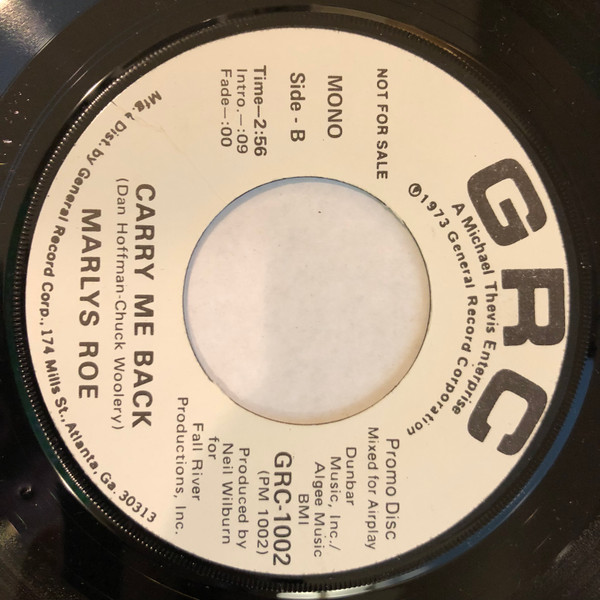 GRC
A Michael Thevis Enterprise
℗1973 General Record Corporation
NOT FOR SALE
MONO
Side - B
Time—2:56
Intro.—:09
Fade—:00
Promo Disc
Mixed for Airplay
Dunbar
Music, Inc./
Algee Music
BMI
GRC-1002
(PM 1002)
Produced by
Neil Wilburn
for
Fall River
Productions, Inc.
CARRY ME BACK
(Dan Hoffman-Chuck Woolery)
MARLYS ROE
Mfg & Dist. by General Record Corp., 174 Mills St., Atlanta, Ga. 30313